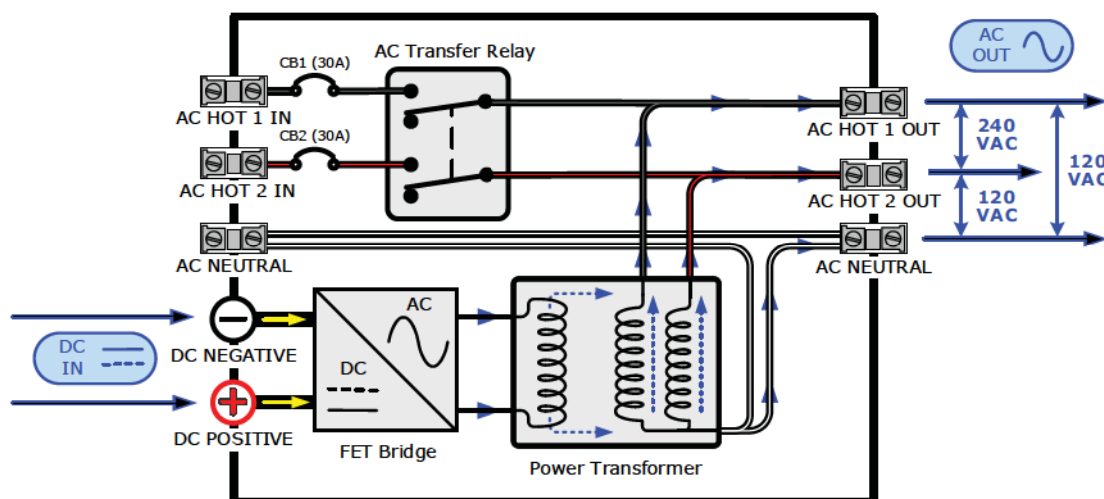 AC Transfer Relay
AC
OUT
CB1 (30A)
AC HOT 1 IN
AC HOT 1 OUT
CB2 (30A)
240
VAC
120
VAC
AC HOT 2 IN
AC HOT 2 OUT
120
VAC
AC NEUTRAL
AC NEUTRAL
DC
IN
DC NEGATIVE
AC
DC
DC POSITIVE
FET Bridge
Power Transformer